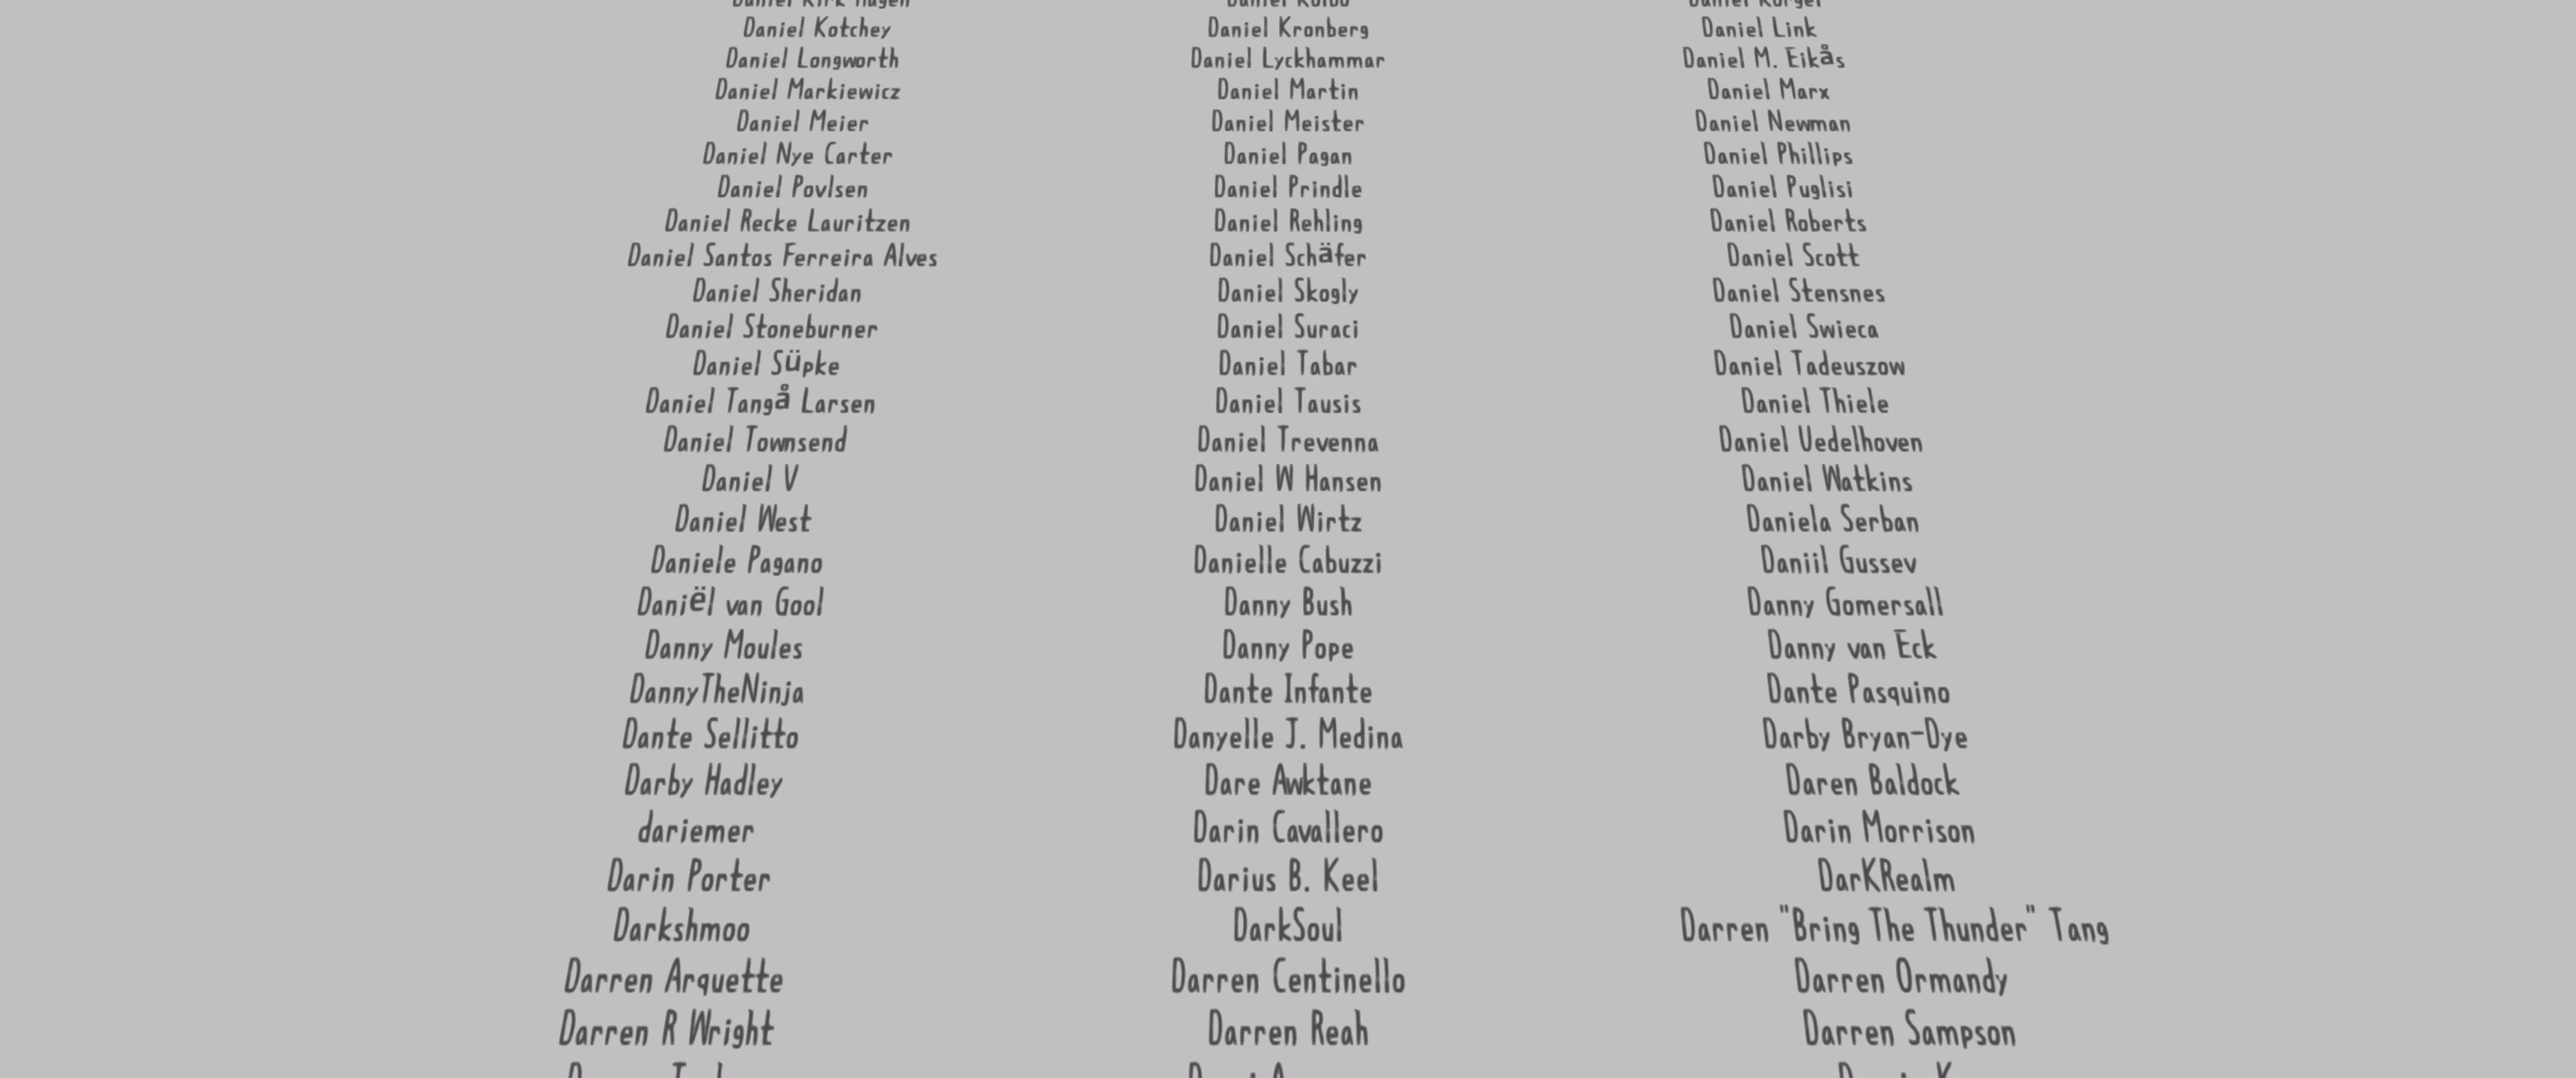 Daniel Kotchey Daniel Kronberg Daniel Link
Daniel Longworth Daniel Lyckhammar Daniel M. Eikås
Daniel Markiewicz Daniel Martin Daniel Marx
Daniel Meier Daniel Meister Daniel Newman
Daniel Nye Carter Daniel Pagan Daniel Phillips
Daniel Povlsen Daniel Prindle Daniel Puglisi
Daniel Recke Lauritzen Daniel Rehling Daniel Roberts
Daniel Santos Ferreira Alves Daniel Schäfer Daniel Scott
Daniel Sheridan Daniel Skogly Daniel Stensnes
Daniel Stoneburner Daniel Suraci Daniel Swieca
Daniel Süpke Daniel Tabar Daniel Tadeuszow
Daniel Tangå Larsen Daniel Tausis Daniel Thiele
Daniel Townsend Daniel Trevenna Daniel Uedelhoven
Daniel V Daniel W Hansen Daniel Watkins
Daniel West Daniel Wirtz Daniela Serban
Daniele Pagano Danielle Cabuzzi Daniil Gussev
Daniël van Gool Danny Bush Danny Gomersall
Danny Moules Danny Pope Danny van Eck
DannyTheNinja Dante Infante Dante Pasquino
Dante Sellitto Danyelle J. Medina Darby Bryan-Dye
Darby Hadley Dare Awktane Daren Baldock
dariemer Darin Cavallero Darin Morrison
Darin Porter Darius B. Keel DarKRealm
Darkshmoo DarkSoul Darren "Bring The Thunder" Tang
Darren Arquette Darren Centinello Darren Ormandy
Darren R Wright Darren Reah Darren Sampson